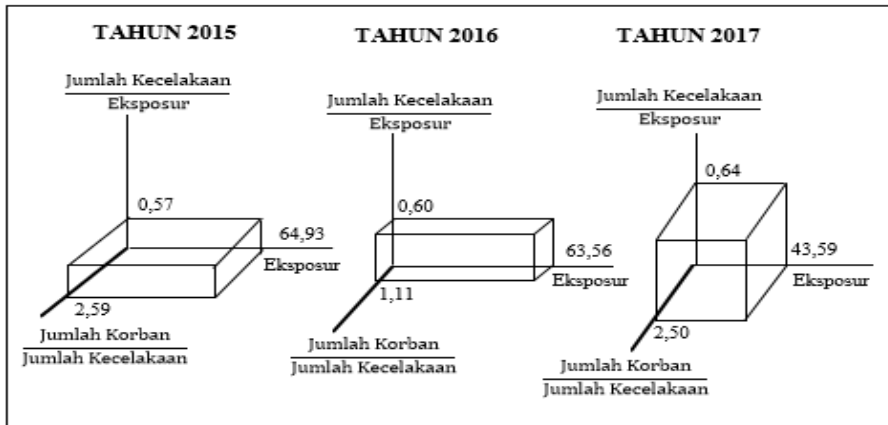 TAHUN 2015
Jumlah Kecelakaan
Eksposur
0,57
64,93
Eksposur
2,59
Jumlah Korban
Jumlah Kecelakaan
TAHUN 2016
Jumlah Kecelakaan
Eksposur
0,60
63,56
Eksposur
1,11
Jumlah Korban
Jumlah Kecelakaan
TAHUN 2017
Jumlah Kecelakaan
Eksposur
0,64
43,59
Eksposur
2,50
Jumlah Korban
Jumlah Kecelakaan